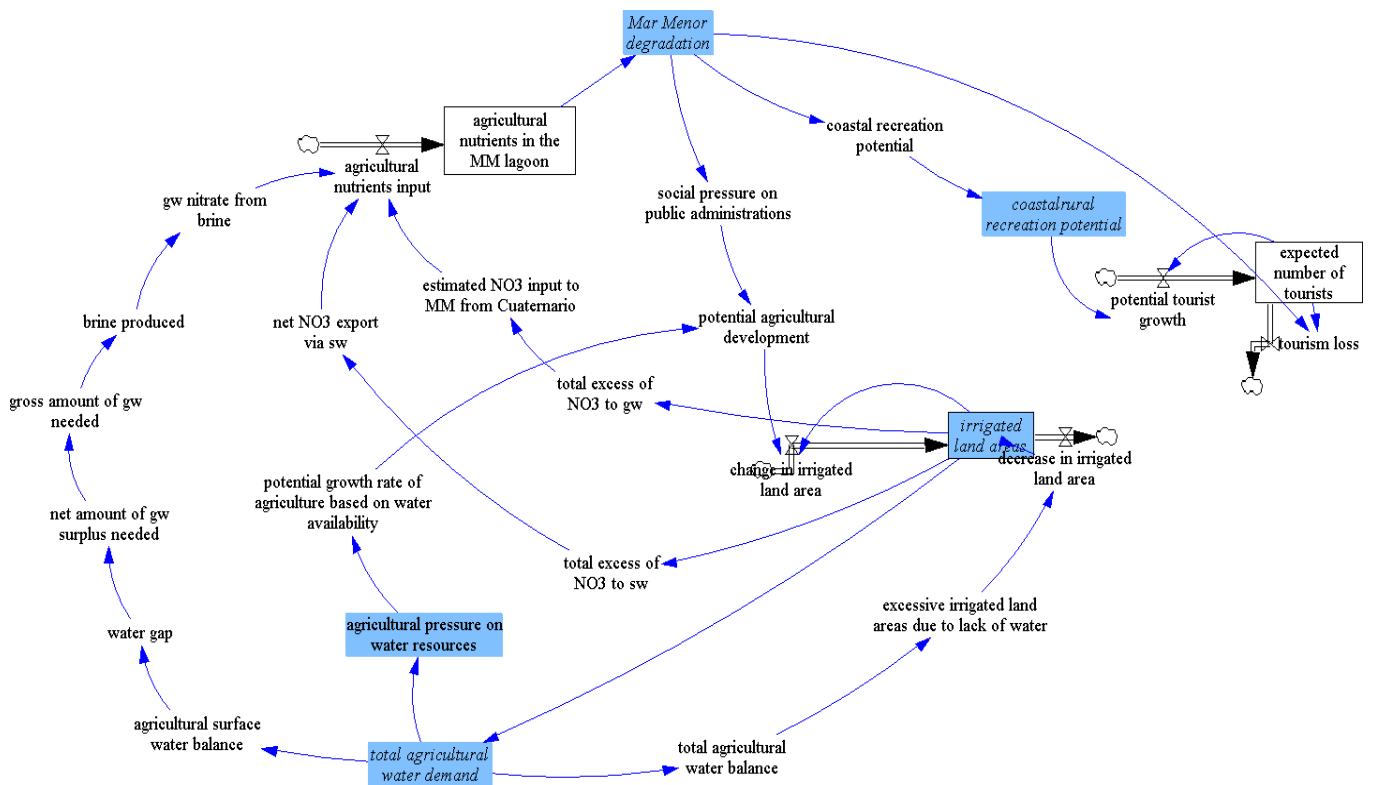 Mar Menor
degradation
agricultural
nutrients in the
MM lagoon
coastal recreation
potential
agricultural
nutrients input
gw nitrate from
brine
social pressure on
public administrations
coastalrural
recreation potential
expected
number of
tourists
potential tourist
growth
tourism loss
estimated NO3 input to
MM from Cuaternario
brine produced
net NO3 export
via sw
potential agricultural
development
total excess of
NO3 to gw
gross amount of gw
needed
irrigated
land areas
change in irrigated
land area
decrease in irrigated
land area
potential growth rate of
agriculture based on water
availability
net amount of gw
surplus needed
total excess of
NO3 to sw
excessive irrigated land
areas due to lack of water
water gap
agricultural pressure on
water resources
agricultural surface
water balance
total agricultural
water demand
total agricultural
water balance